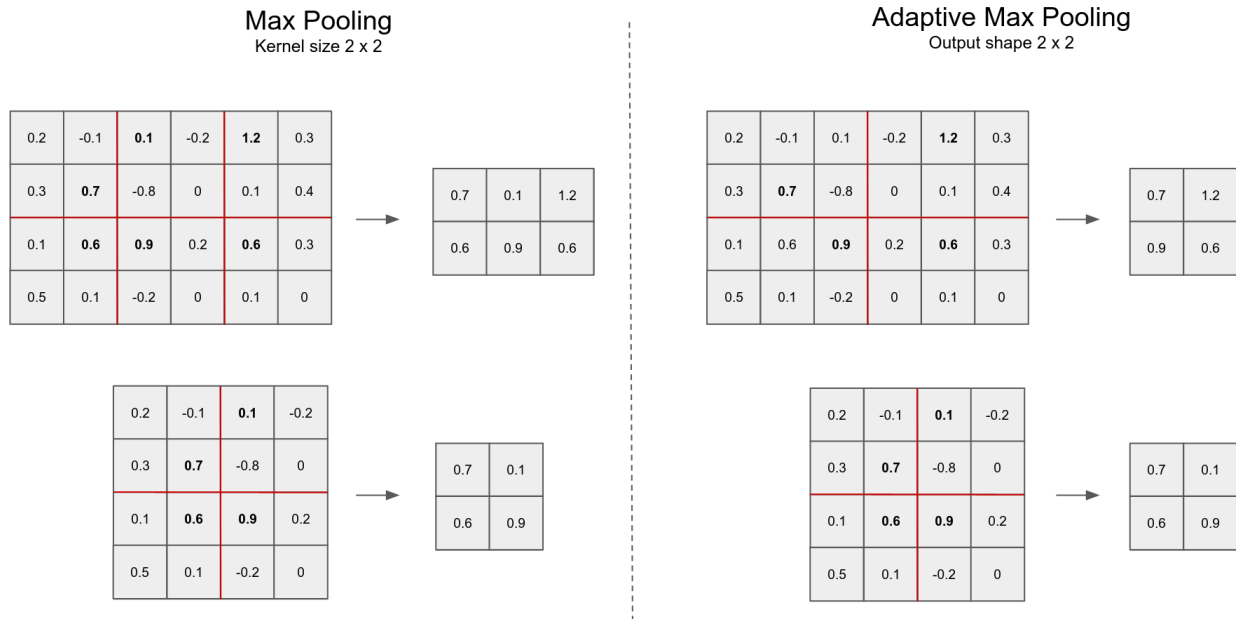 Max Pooling
Kernel size 2 x 2
0.2 -0.1 0.1 -0.2 1.2 0.3
0.3 0.7 -0.8 0 0.1 0.4
0.1 0.6 0.9 0.2 0.6 0.3
0.5 0.1 -0.2 0 0.1 0
0.7 0.1 1.2
0.6 0.9 0.6
0.2 -0.1 0.1 -0.2
0.3 0.7 -0.8 0
0.1 0.6 0.9 0.2
0.5 0.1 -0.2 0
0.7 0.1
0.6 0.9
Adaptive Max Pooling
Output shape 2 x 2
0.2 -0.1 0.1 -0.2 1.2 0.3
0.3 0.7 -0.8 0 0.1 0.4
0.1 0.6 0.9 0.2 0.6 0.3
0.5 0.1 -0.2 0 0.1 0
0.7 1.2
0.9 0.6
0.2 -0.1 0.1 -0.2
0.3 0.7 -0.8 0
0.1 0.6 0.9 0.2
0.5 0.1 -0.2 0
0.7 0.1
0.6 0.9